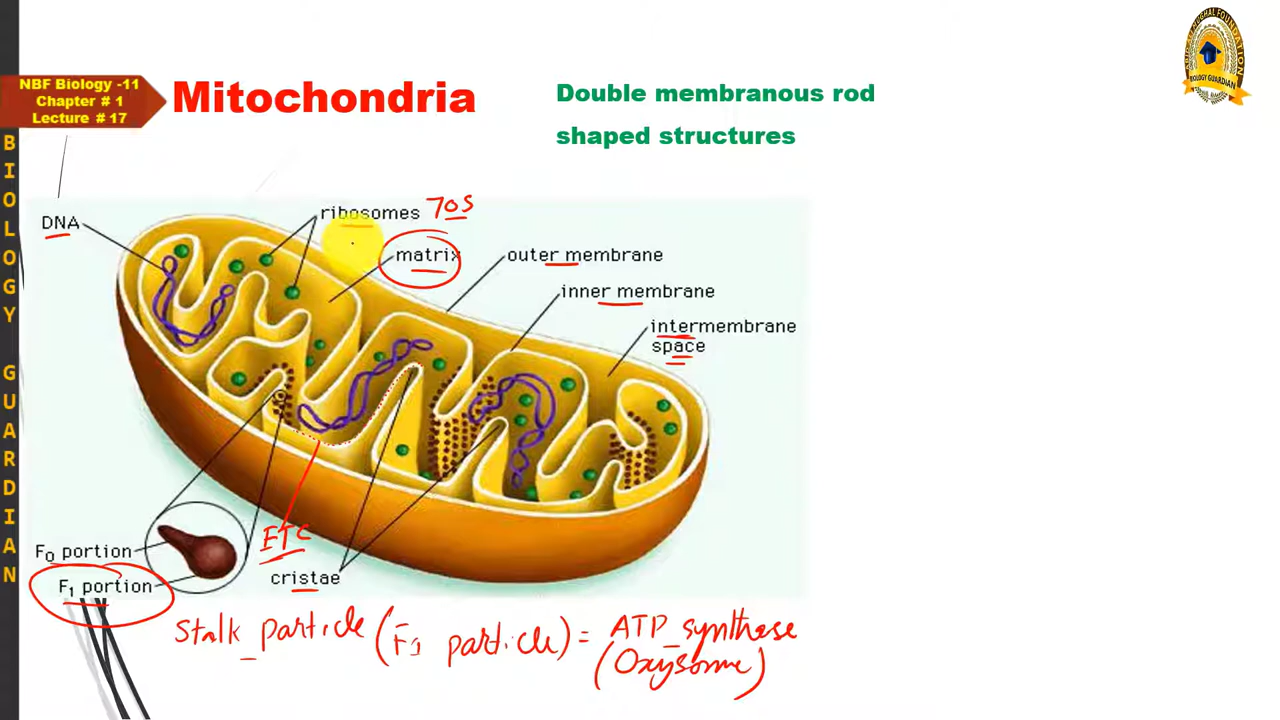 NBF Biology -11
Chapter # 1
Lecture # 17
Mitochondria
Double membranous rod
shaped structures
BIOLOGY GUARDIAN
BIOLOGY GUARDIAN
DNA
ribosomes 70S
matrix
outer membrane
inner membrane
intermembrane
space
F0 portion
F1 portion
ETC
cristae
Stalk particle (F1 particle) = ATP synthase
(Oxysome)